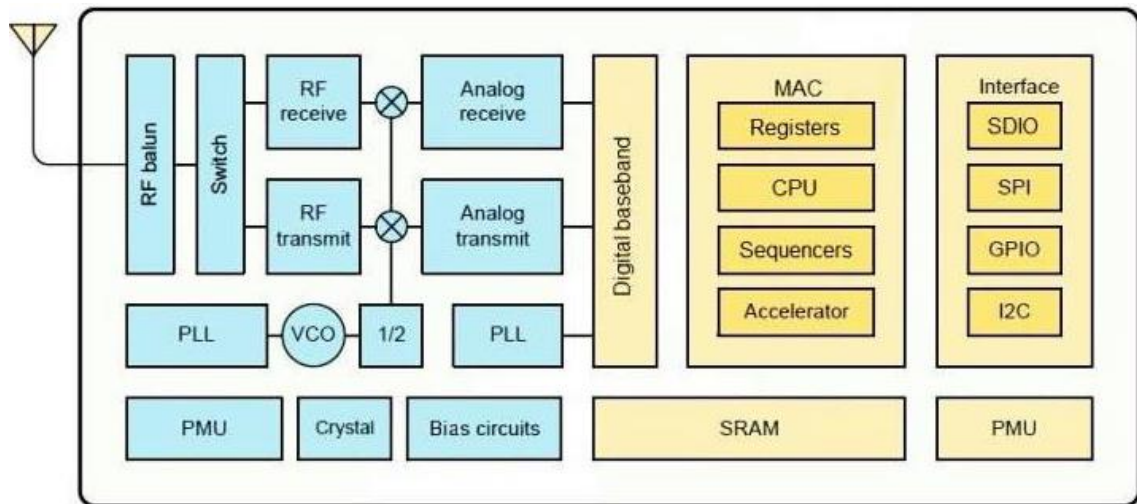 RF balun
Switch
RF
receive
Analog
receive
RF
transmit
Analog
transmit
PLL
VCO
1/2
PLL
Digital baseband
MAC
Registers
CPU
Sequencers
Accelerator
Interface
SDIO
SPI
GPIO
I2C
PMU
Crystal
Bias circuits
SRAM
PMU